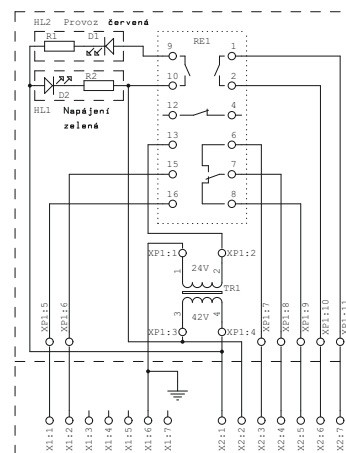 HL2 Provoz červená
R1 D1
D2 R2
HL1 Napájení
zelená
RE1
9 1
10 2
12 4
13 6
15 7
16 8
XP1:1 XP1:2
1 24V 2
TR1
3 42V 4
XP1:3 XP1:4
XP1:5
XP1:6
XP1:7
XP1:8
XP1:9
XP1:10
XP1:11
X1:1
X1:2
X1:3
X1:4
X1:5
X1:6
X1:7
X2:1
X2:2
X2:3
X2:4
X2:5
X2:6
X2:7